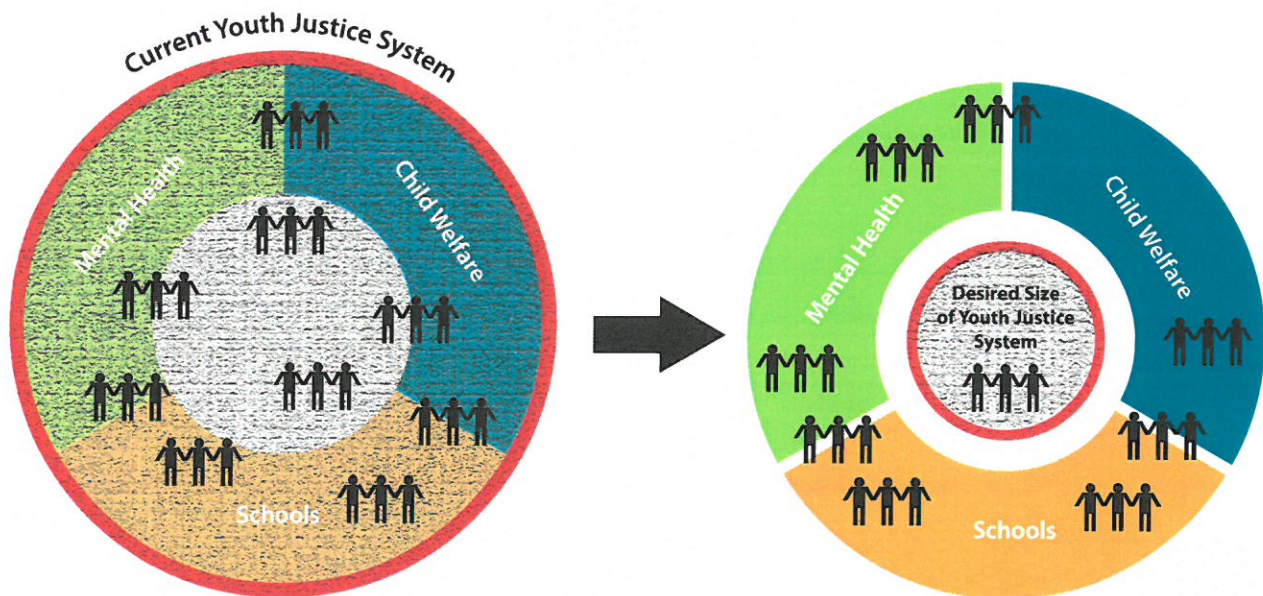 Current Youth Justice System
Mental Health
Child Welfare
Schools
Mental Health
Child Welfare
Desired Size
of Youth Justice
System
Schools